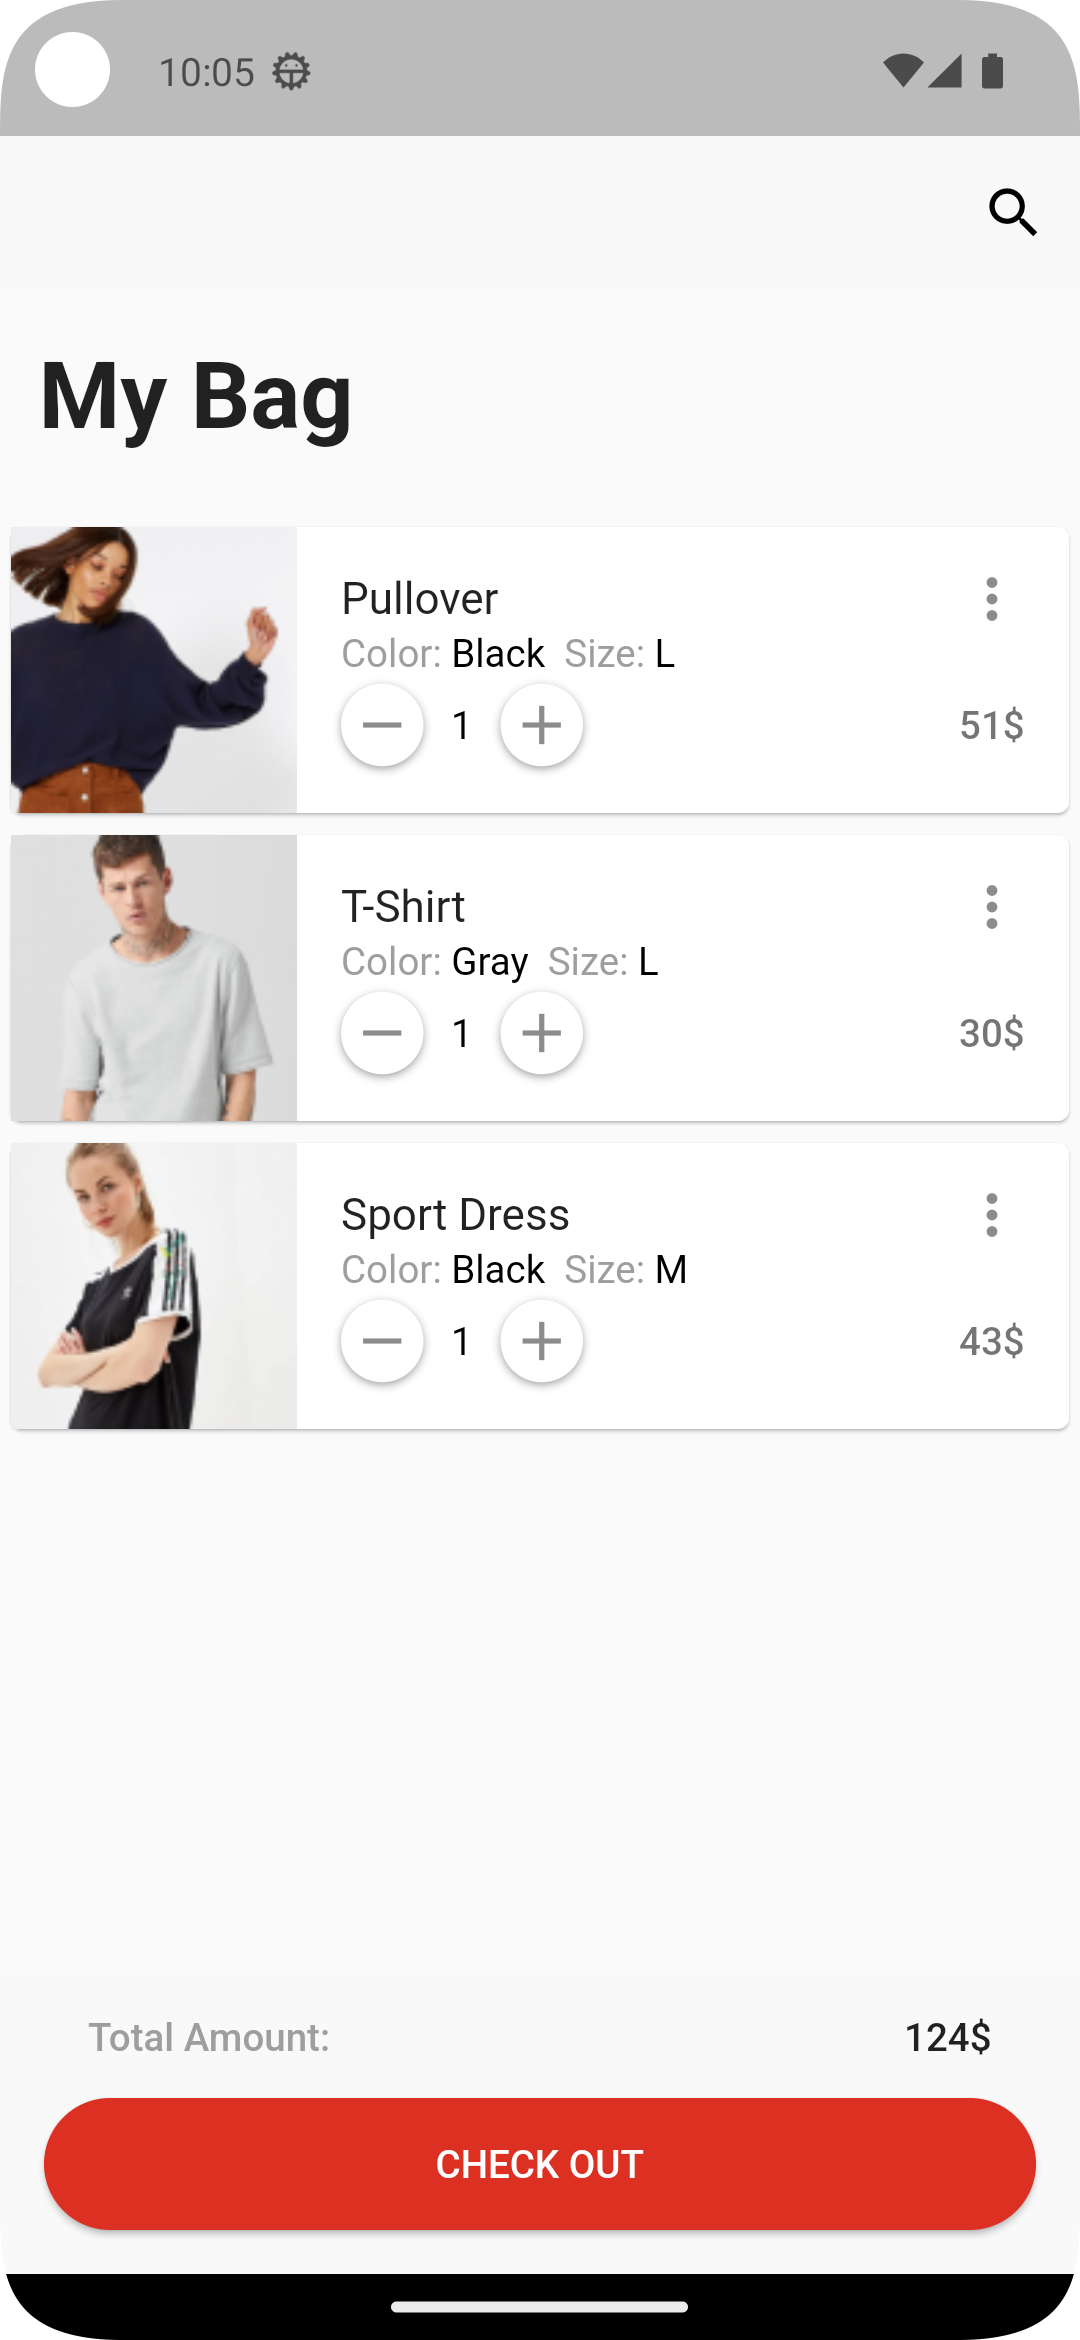 10:05
My Bag
Pullover
Color: Black Size: L
1
51$
T-Shirt
Color: Gray Size: L
1
30$
Sport Dress
Color: Black Size: M
1
43$
Total Amount: 124$
CHECK OUT